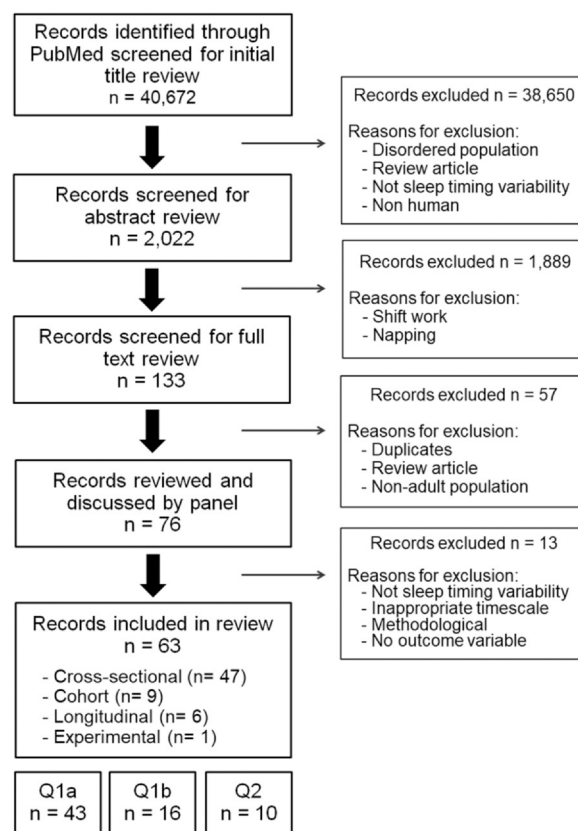 Records identified through
PubMed screened for initial
title review
n = 40,672
Records excluded n = 38,650
Reasons for exclusion:
- Disordered population
- Review article
- Not sleep timing variability
- Non human
Records screened for
abstract review
n = 2,022
Records excluded n = 1,889
Reasons for exclusion:
- Shift work
- Napping
Records screened for full
text review
n = 133
Records excluded n = 57
Reasons for exclusion:
- Duplicates
- Review article
- Non-adult population
Records reviewed and
discussed by panel
n = 76
Records excluded n = 13
Reasons for exclusion:
- Not sleep timing variability
- Inappropriate timescale
- Methodological
- No outcome variable
Records included in review
n = 63
- Cross-sectional (n= 47)
- Cohort (n= 9)
- Longitudinal (n= 6)
- Experimental (n= 1)
Q1a
n = 43
Q1b
n = 16
Q2
n = 10